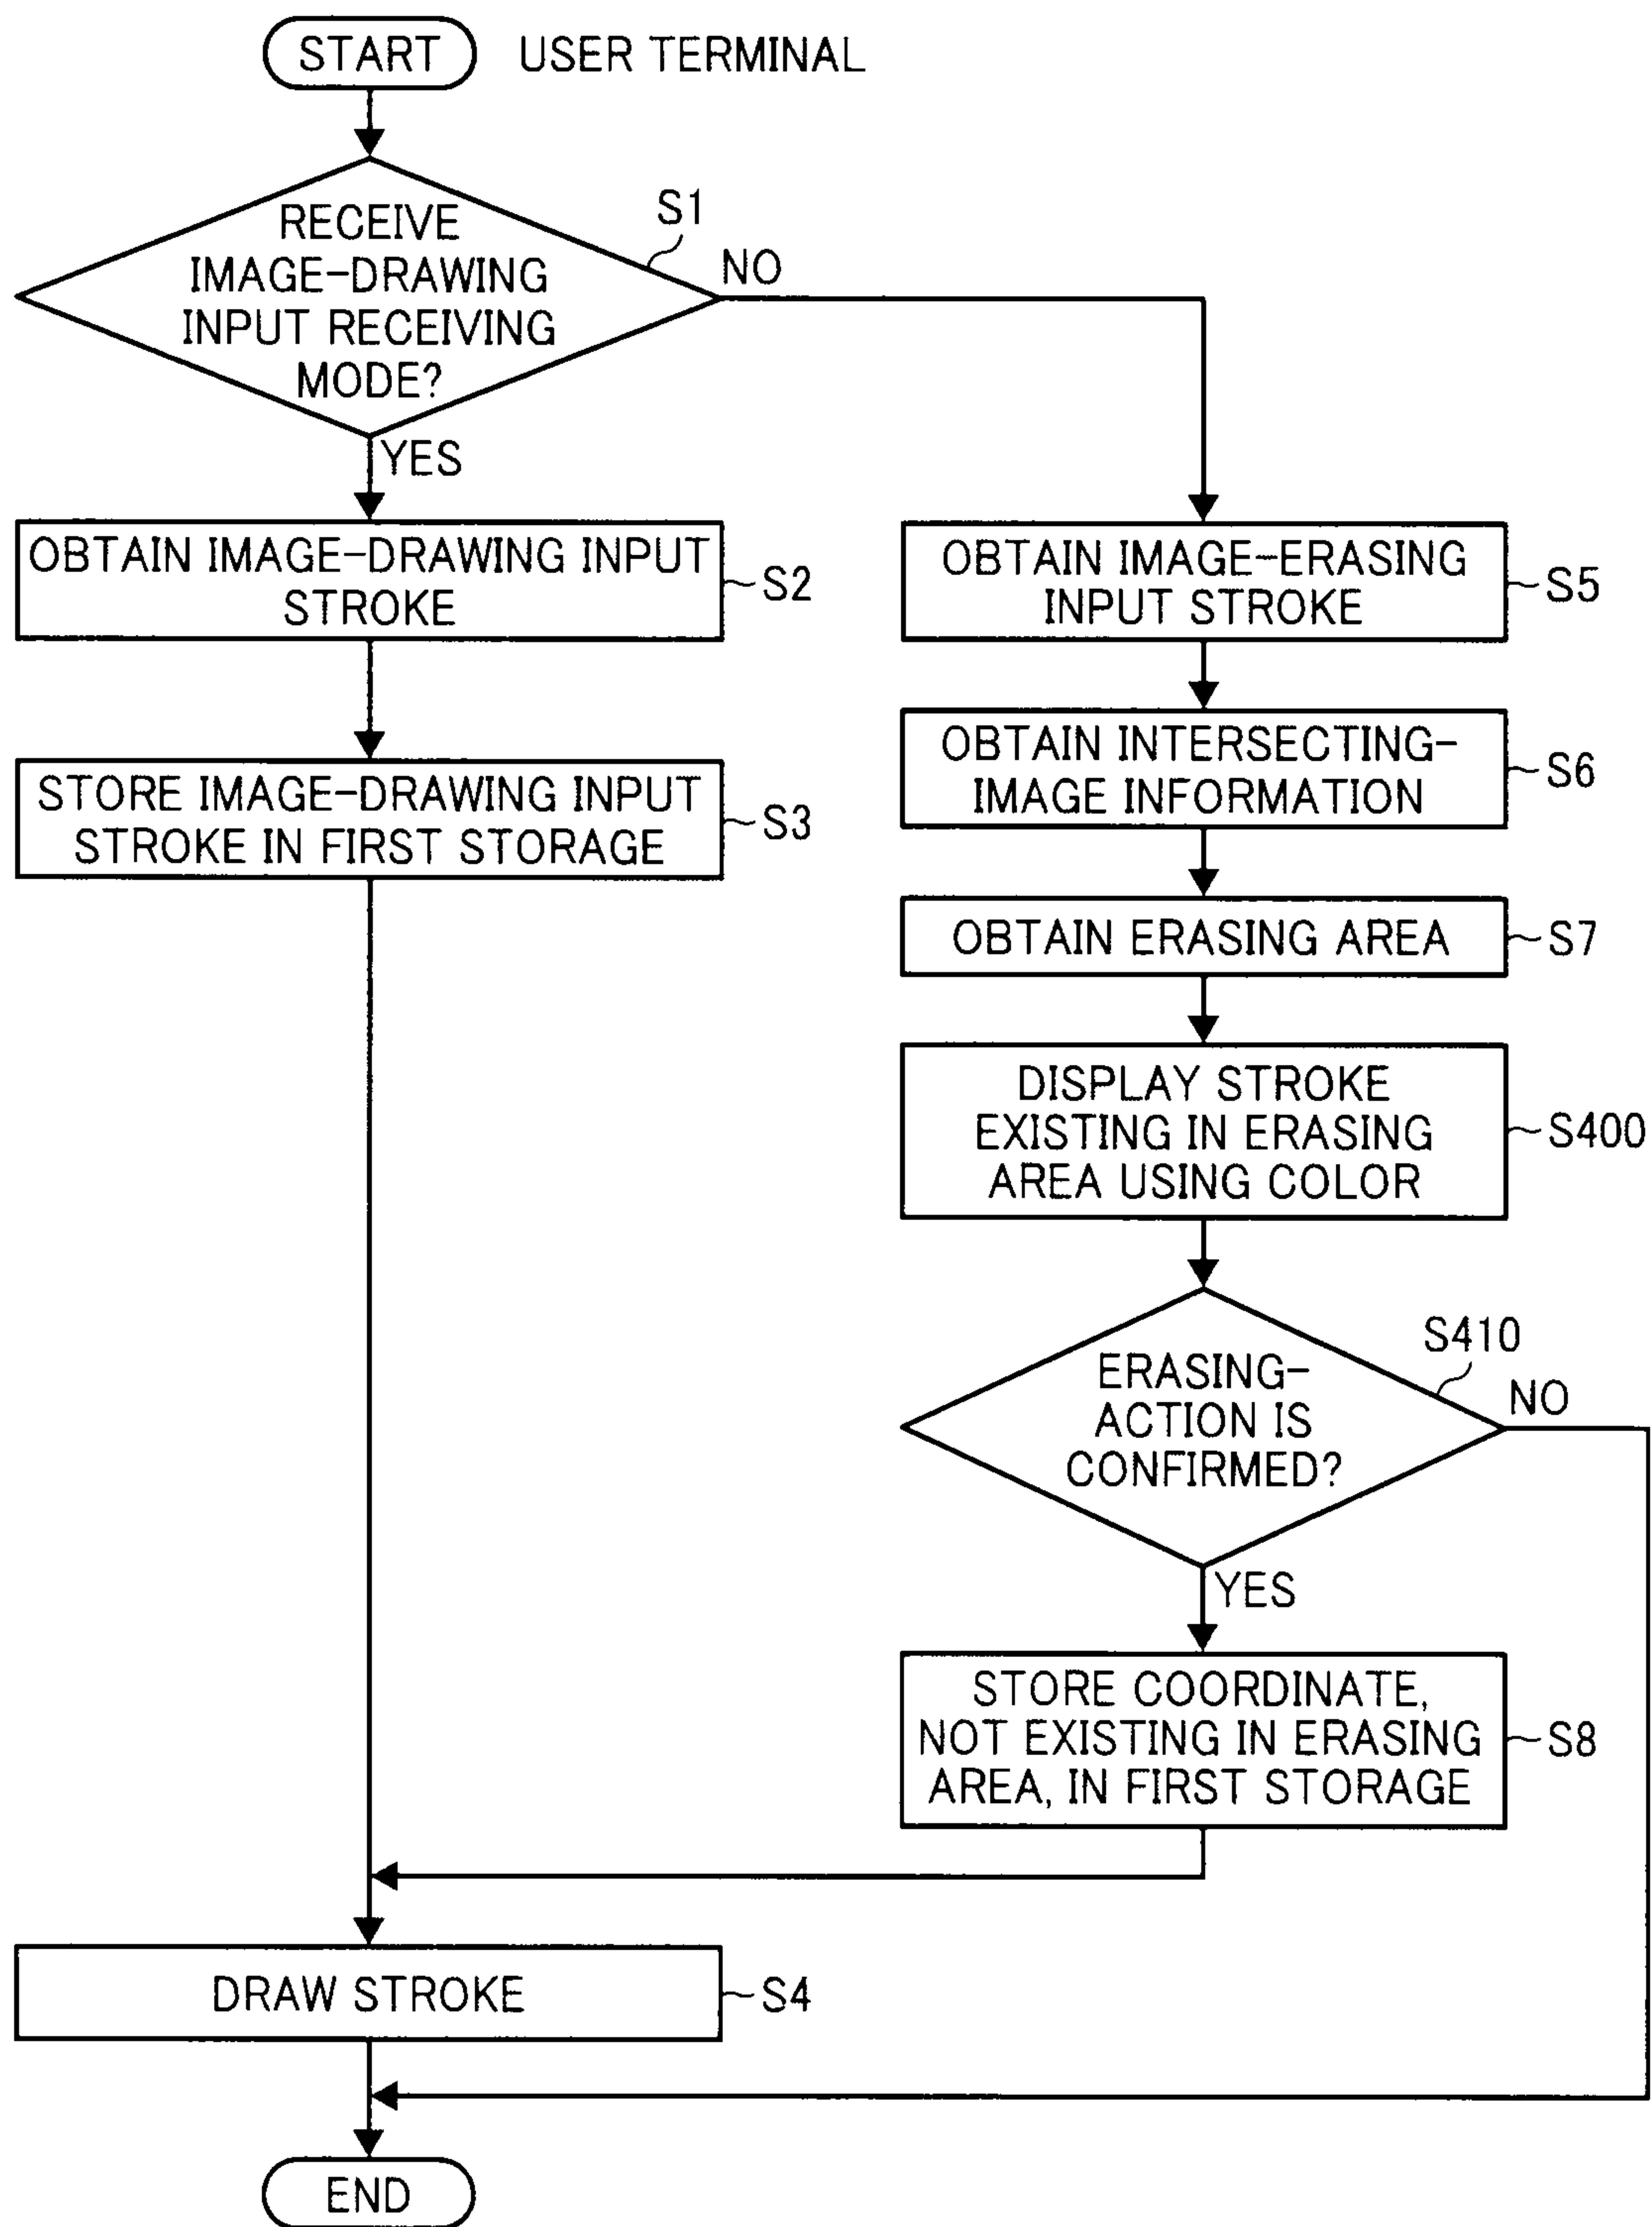 START
USER TERMINAL
RECEIVE
IMAGE-DRAWING
INPUT RECEIVING
MODE?
S1
NO
YES
OBTAIN IMAGE-DRAWING INPUT
STROKE
S2
STORE IMAGE-DRAWING INPUT
STROKE IN FIRST STORAGE
S3
OBTAIN IMAGE-ERASING
INPUT STROKE
S5
OBTAIN INTERSECTING-
IMAGE INFORMATION
S6
OBTAIN ERASING AREA
S7
DISPLAY STROKE
EXISTING IN ERASING
AREA USING COLOR
S400
ERASING-
ACTION IS
CONFIRMED?
S410
NO
YES
STORE COORDINATE,
NOT EXISTING IN ERASING
AREA, IN FIRST STORAGE
S8
DRAW STROKE
S4
END